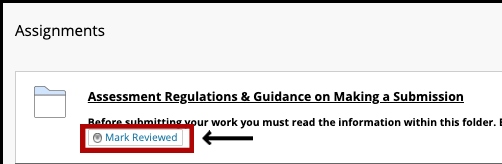 Assignments
Assessment Regulations & Guidance on Making a Submission
Before submitting your work you must read the information within this folder.
Mark Reviewed